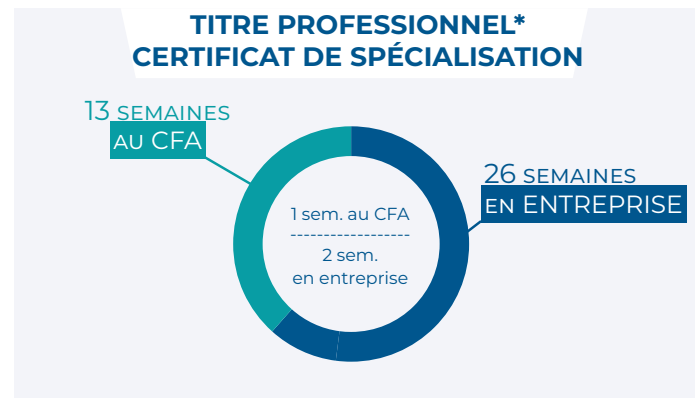 TITRE PROFESSIONNEL*
CERTIFICAT DE SPÉCIALISATION
13 SEMAINES
AU CFA
26 SEMAINES
EN ENTREPRISE
1 sem. au CFA
------------------
2 sem.
en entreprise